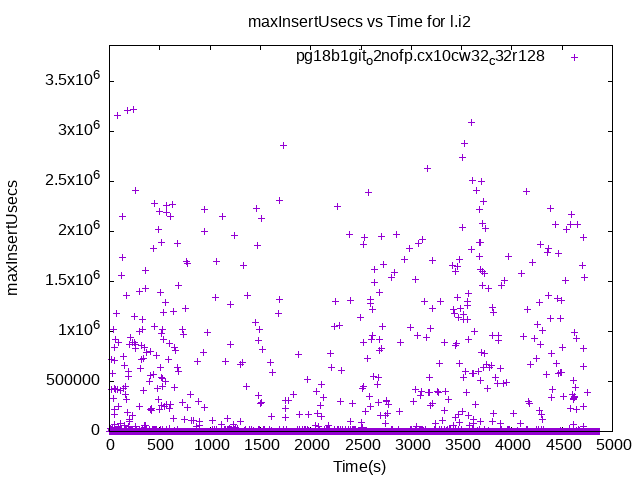 maxInsertUsecs vs Time for l.i2
pg18b1git_o2nofp.cx10cw32_c32r128
3.5x10^6
3x10^6
2.5x10^6
2x10^6
1.5x10^6
1x10^6
500000
0
maxInsertUsecs
0 500 1000 1500 2000 2500 3000 3500 4000 4500 5000
Time(s)